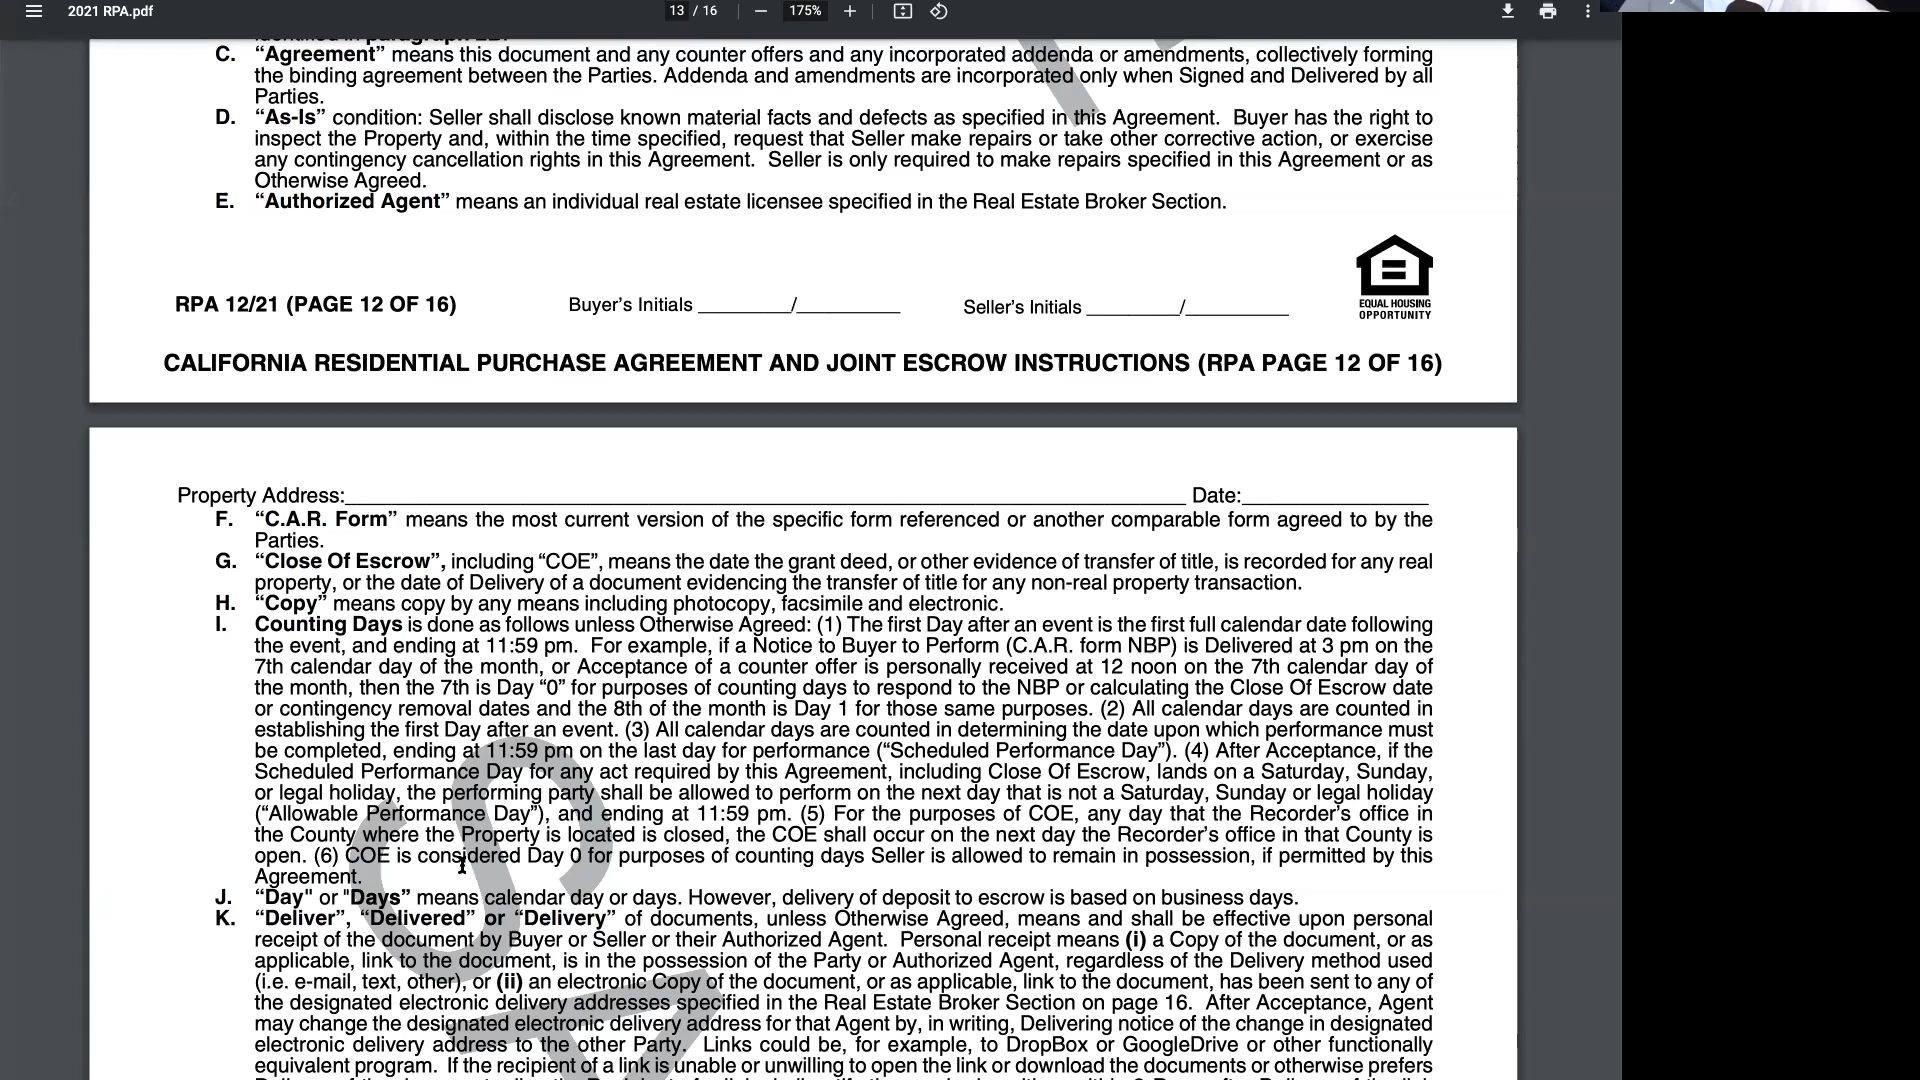 2021 RPA.pdf
13 / 16
175%
C. “Agreement” means this document and any counter offers and any incorporated addenda or amendments, collectively forming
the binding agreement between the Parties. Addenda and amendments are incorporated only when Signed and Delivered by all
Parties.
D. “As-Is” condition: Seller shall disclose known material facts and defects as specified in this Agreement. Buyer has the right to
inspect the Property and, within the time specified, request that Seller make repairs or take other corrective action, or exercise
any contingency cancellation rights in this Agreement. Seller is only required to make repairs specified in this Agreement or as
Otherwise Agreed.
E. “Authorized Agent” means an individual real estate licensee specified in the Real Estate Broker Section.
EQUAL HOUSING
OPPORTUNITY
RPA 12/21 (PAGE 12 OF 16) Buyer’s Initials ________/_________ Seller’s Initials ________/_________
CALIFORNIA RESIDENTIAL PURCHASE AGREEMENT AND JOINT ESCROW INSTRUCTIONS (RPA PAGE 12 OF 16)
Property Address:____________________ Date:__________
F. “C.A.R. Form” means the most current version of the specific form referenced or another comparable form agreed to by the
Parties.
G. “Close Of Escrow”, including “COE”, means the date the grant deed, or other evidence of transfer of title, is recorded for any real
property, or the date of Delivery of a document evidencing the transfer of title for any non-real property transaction.
H. “Copy” means copy by any means including photocopy, facsimile and electronic.
I. Counting Days is done as follows unless Otherwise Agreed: (1) The first Day after an event is the first full calendar date following
the event, and ending at 11:59 pm. For example, if a Notice to Buyer to Perform (C.A.R. form NBP) is Delivered at 3 pm on the
7th calendar day of the month, or Acceptance of a counter offer is personally received at 12 noon on the 7th calendar day of
the month, then the 7th is Day “0” for purposes of counting days to respond to the NBP or calculating the Close Of Escrow date
or contingency removal dates and the 8th of the month is Day 1 for those same purposes. (2) All calendar days are counted in
establishing the first Day after an event. (3) All calendar days are counted in determining the date upon which performance must
be completed, ending at 11:59 pm on the last day for performance (“Scheduled Performance Day”). (4) After Acceptance, if the
Scheduled Performance Day for any act required by this Agreement, including Close Of Escrow, lands on a Saturday, Sunday,
or legal holiday, the performing party shall be allowed to perform on the next day that is not a Saturday, Sunday or legal holiday
(“Allowable Performance Day”), and ending at 11:59 pm. (5) For the purposes of COE, any day that the Recorder’s office in
the County where the Property is located is closed, the COE shall occur on the next day the Recorder’s office in that County is
open. (6) COE is considered Day 0 for purposes of counting days Seller is allowed to remain in possession, if permitted by this
Agreement.
J. “Day" or "Days” means calendar day or days. However, delivery of deposit to escrow is based on business days.
K. “Deliver”, “Delivered” or “Delivery” of documents, unless Otherwise Agreed, means and shall be effective upon personal
receipt of the document by Buyer or Seller or their Authorized Agent. Personal receipt means (i) a Copy of the document, or as
applicable, link to the document, is in the possession of the Party or Authorized Agent, regardless of the Delivery method used
(i.e. e-mail, text, other), or (ii) an electronic Copy of the document, or as applicable, link to the document, has been sent to any of
the designated electronic delivery addresses specified in the Real Estate Broker Section on page 16. After Acceptance, Agent
may change the designated electronic delivery address for that Agent by, in writing, Delivering notice of the change in designated
electronic delivery address to the other Party. Links could be, for example, to DropBox or GoogleDrive or other functionally
equivalent program. If the recipient of a link is unable or unwilling to open the link or download the documents or otherwise prefers